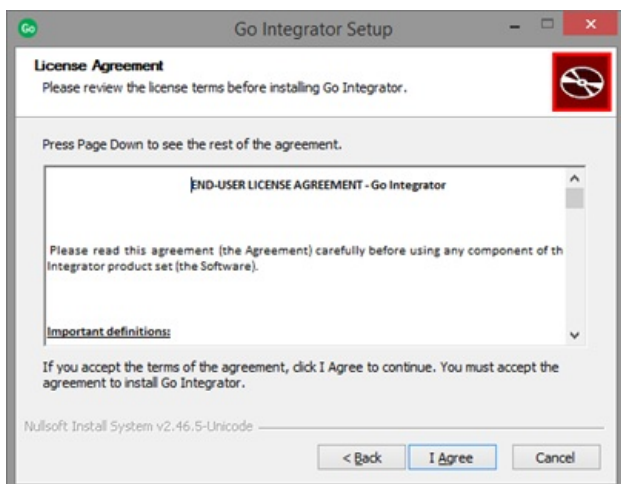 Go
Go Integrator Setup
License Agreement
Please review the license terms before installing Go Integrator.
Press Page Down to see the rest of the agreement.
END-USER LICENSE AGREEMENT - Go Integrator
Please read this agreement (the Agreement) carefully before using any component of th
Integrator product set (the Software).
Important definitions:
If you accept the terms of the agreement, click I Agree to continue. You must accept the
agreement to install Go Integrator.
Nullsoft Install System v2.46.5-Unicode
< Back
I Agree
Cancel